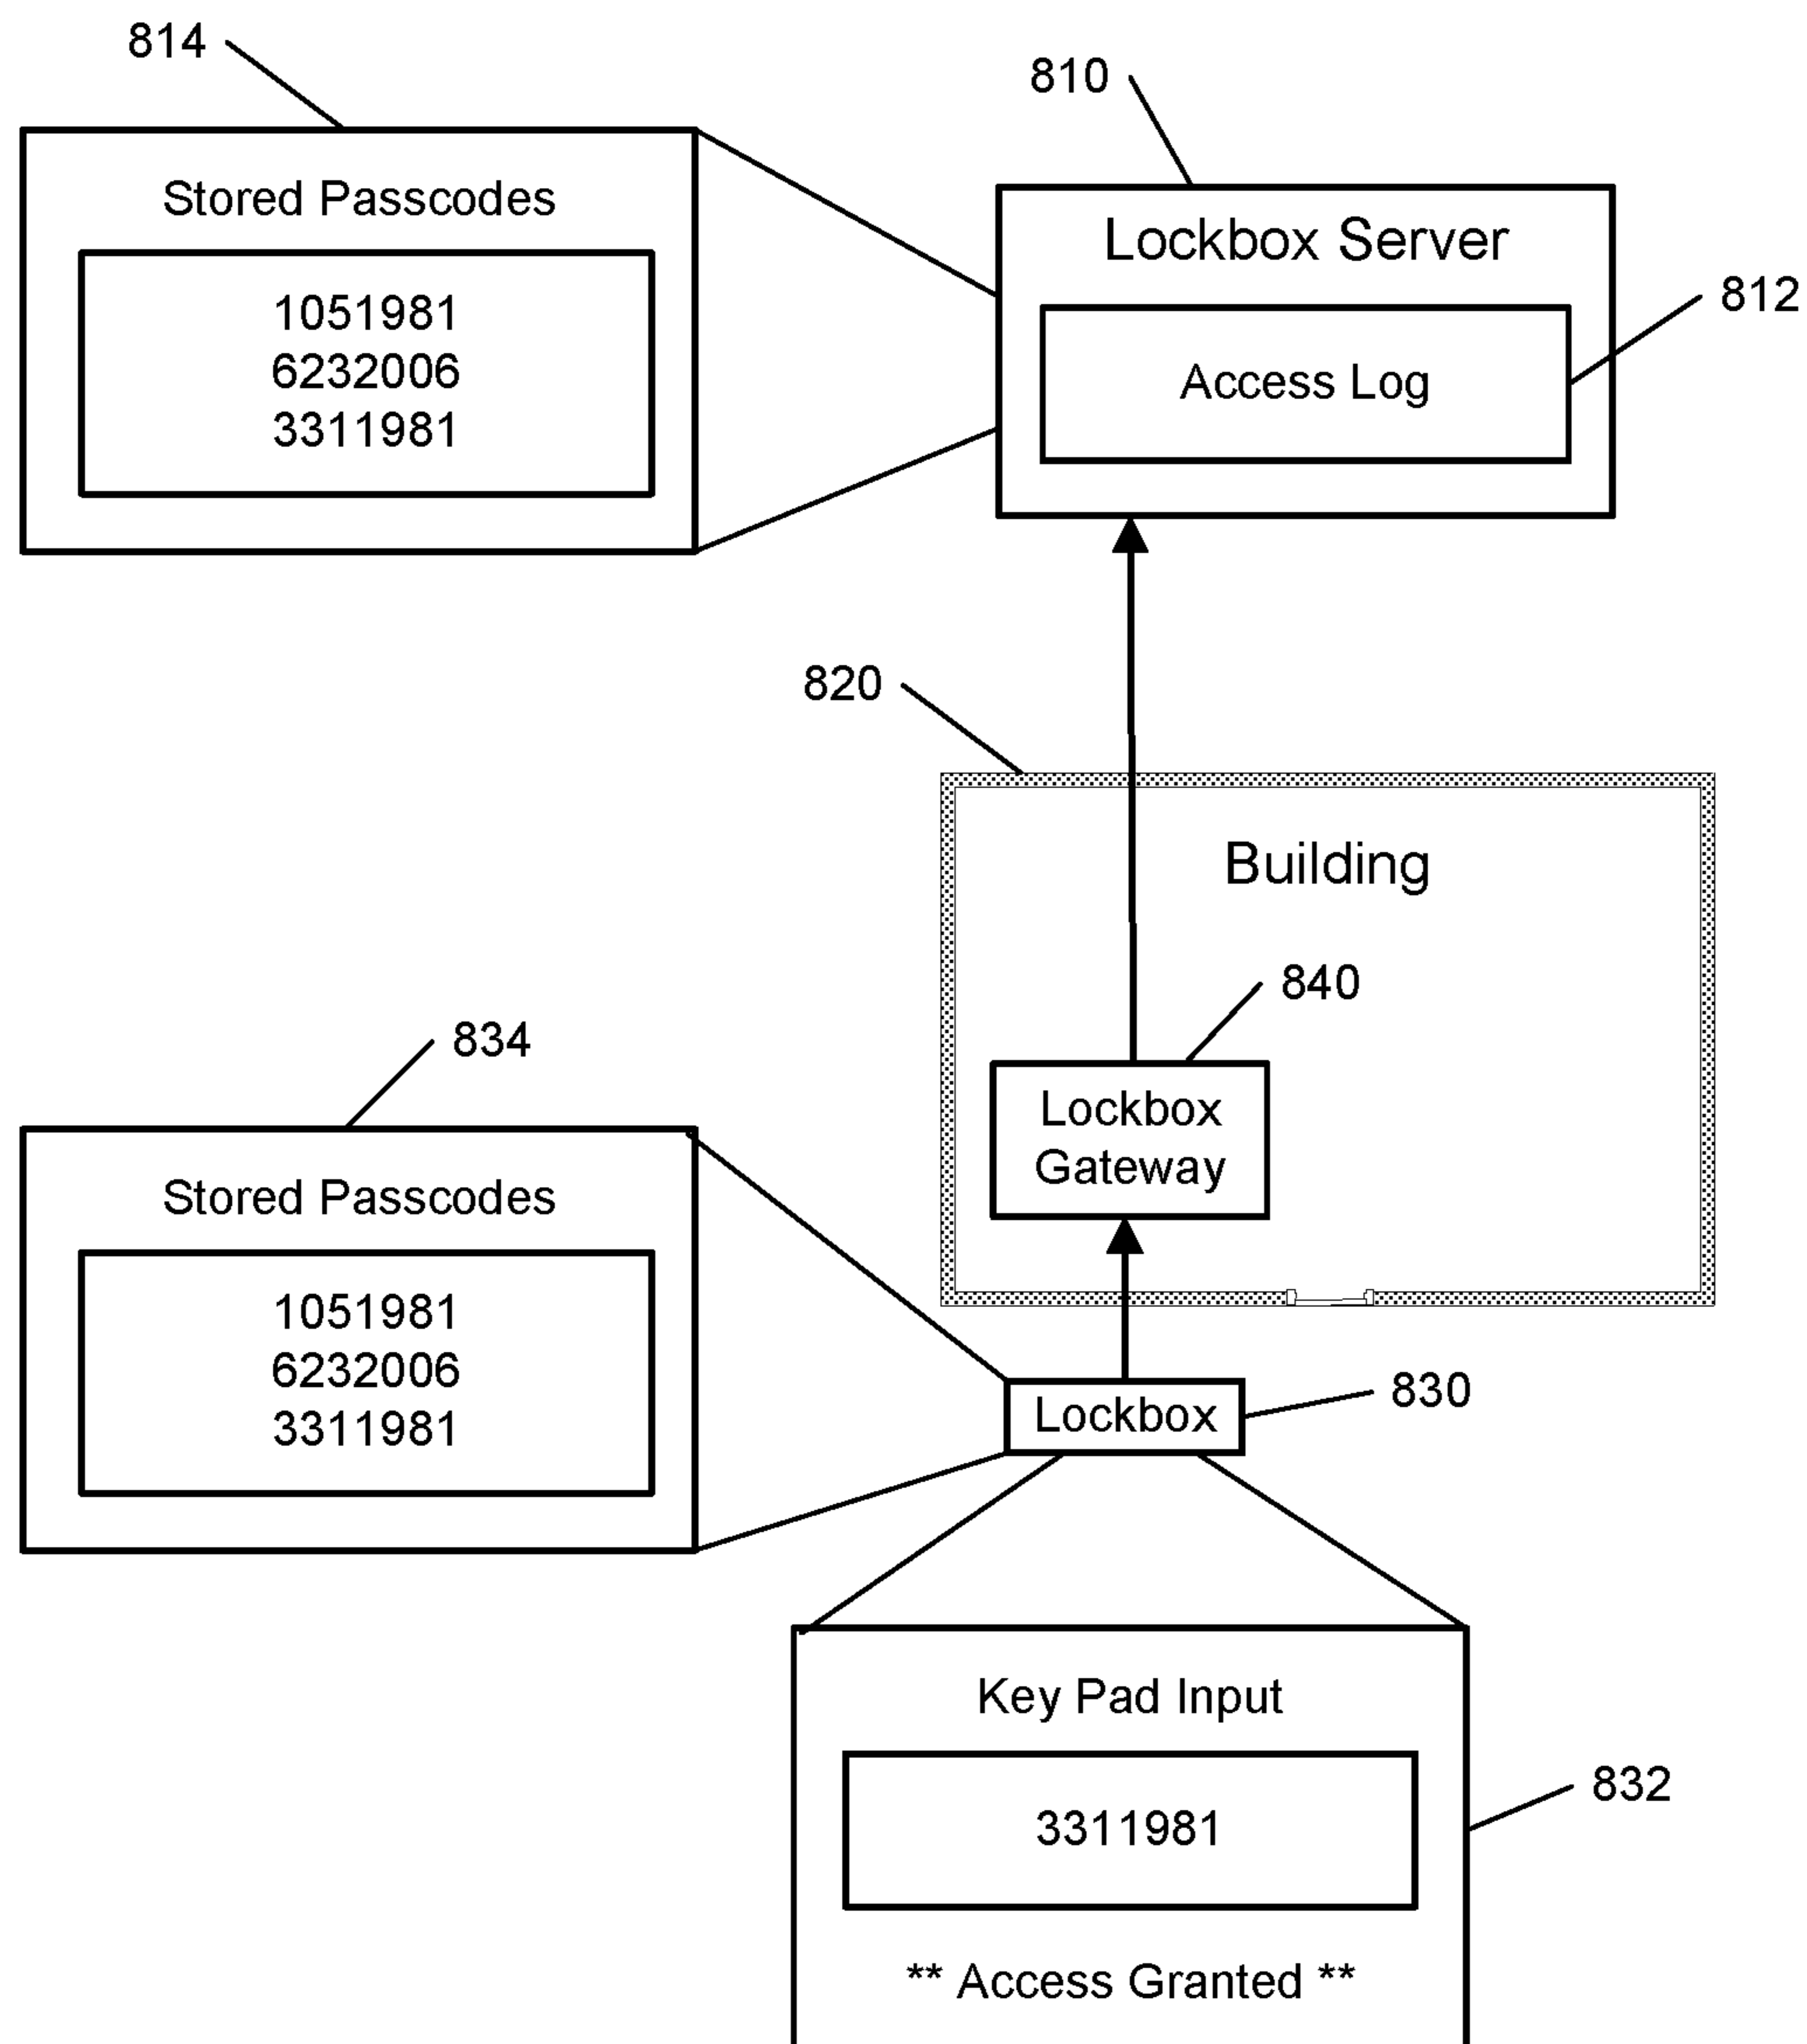 814
810
Stored Passcodes
1051981
6232006
3311981
Lockbox Server
812
Access Log
820
Building
840
Lockbox
Gateway
834
Stored Passcodes
1051981
6232006
3311981
Lockbox
830
Key Pad Input
3311981
832
** Access Granted **